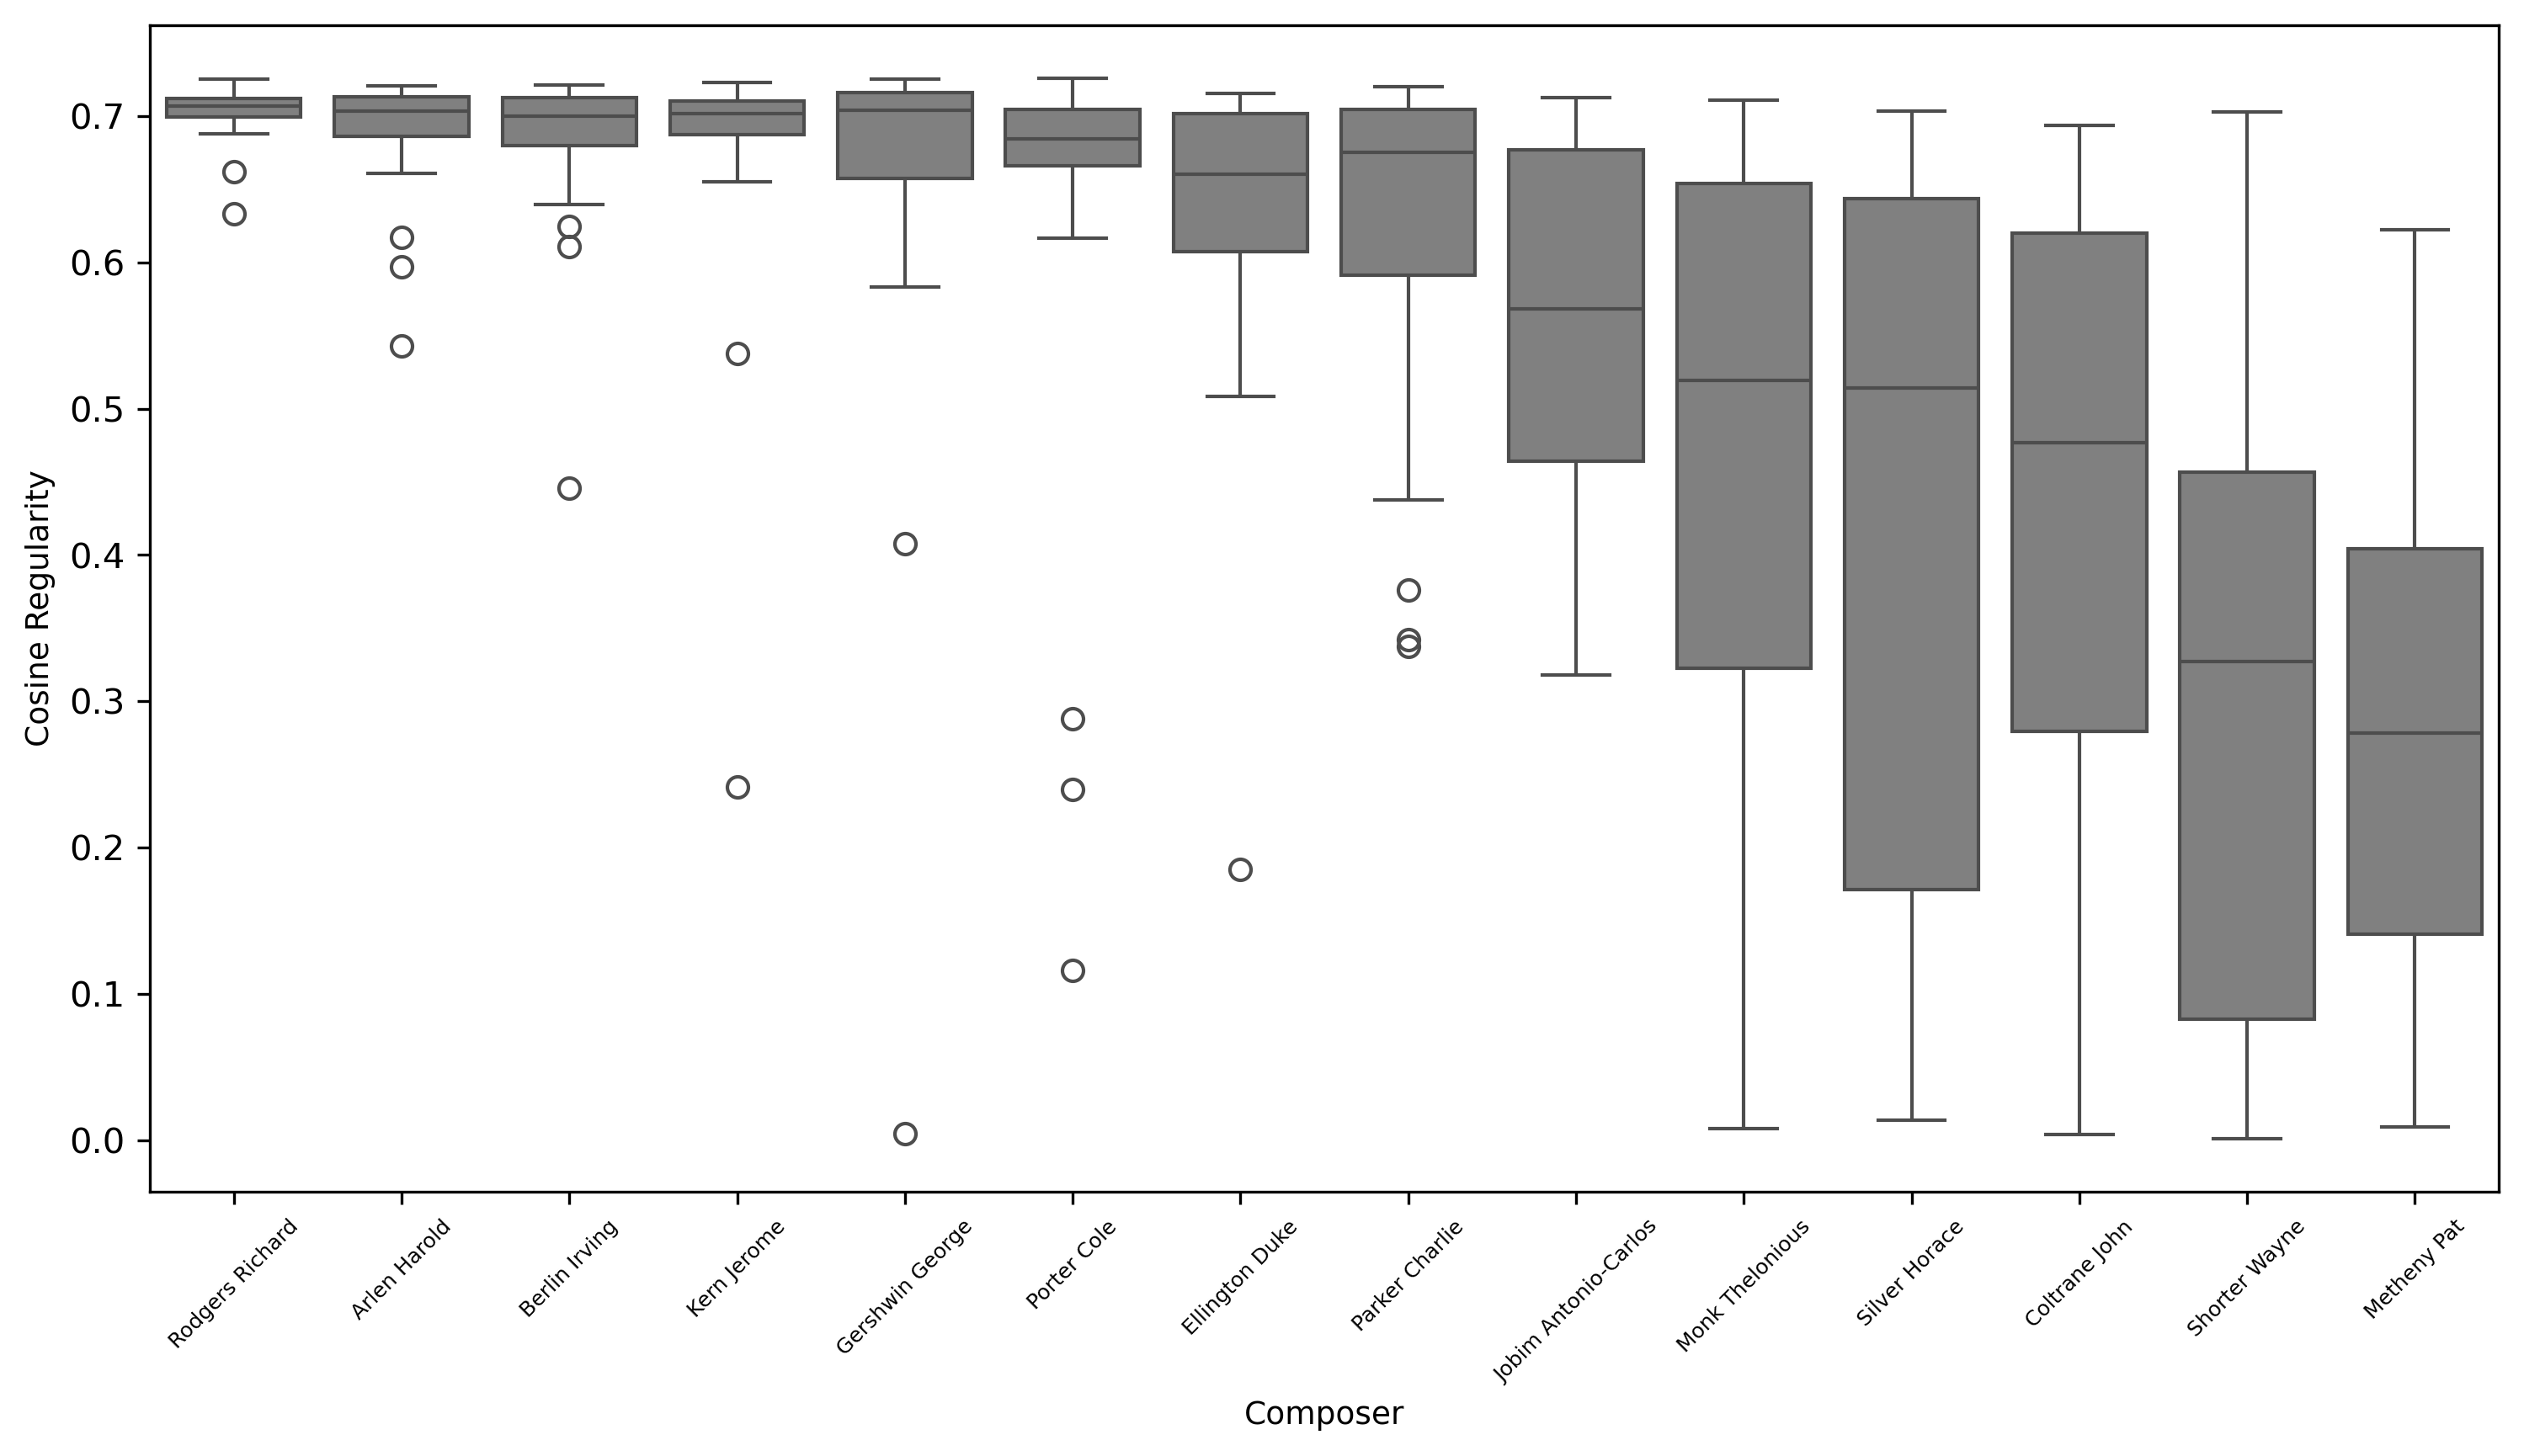 Cosine Regularity
0.7
0.6
0.5
0.4
0.3
0.2
0.1
0.0
Rodgers Richard
Arlen Harold
Berlin Irving
Kern Jerome
Gershwin George
Porter Cole
Ellington Duke
Parker Charlie
Jobim Antonio-Carlos
Monk Thelonious
Silver Horace
Coltrane John
Shorter Wayne
Metheny Pat
Composer